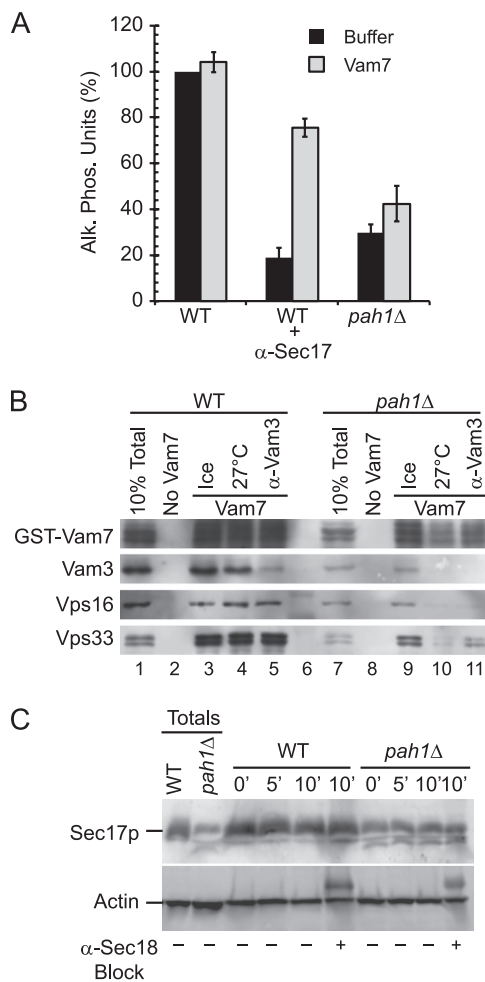 A
Alk. Phos. Units (%)
120
100
80
60
40
20
0
Buffer
Vam7
WT
WT
+
α-Sec17
pah1Δ
B
WT
pah1Δ
10% Total
No Vam7
Ice
27°C
α-Vam3
10% Total
No Vam7
Ice
27°C
α-Vam3
Vam7
Vam7
GST-Vam7
Vam3
Vps16
Vps33
1 2 3 4 5 6 7 8 9 10 11
C
Totals
WT
pah1Δ
WT
pah1Δ
0' 5' 10' 10' 0' 5' 10' 10'
Sec17p
Actin
α-Sec18 – – – – – + – – – +
Block